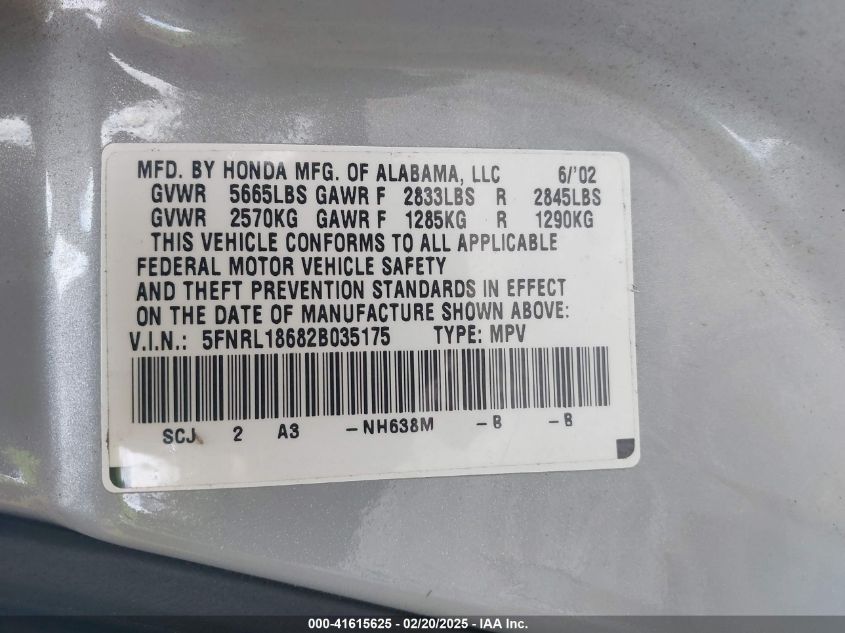 MFD. BY HONDA MFG. OF ALABAMA, LLC 6/'02
GVWR 5665LBS GAWR F 2833LBS R 2845LBS
GVWR 2570KG GAWR F 1285KG R 1290KG
THIS VEHICLE CONFORMS TO ALL APPLICABLE
FEDERAL MOTOR VEHICLE SAFETY
AND THEFT PREVENTION STANDARDS IN EFFECT
ON THE DATE OF MANUFACTURE SHOWN ABOVE:
V.I.N.: 5FNRL18682B035175 TYPE: MPV
SCJ 2 A3 -NH638M -B -B
000-41615625 - 02/20/2025 - IAA Inc.